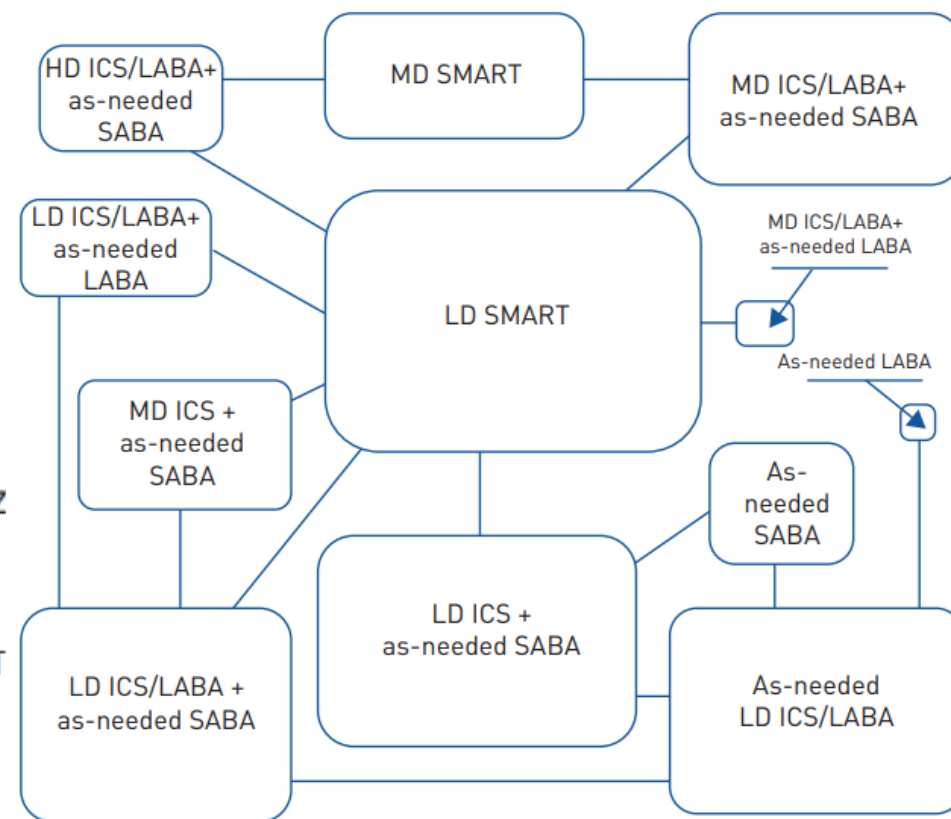 HD ICS/LABA+
as-needed
SABA
MD SMART
MD ICS/LABA+
as-needed SABA
LD ICS/LABA+
as-needed
LABA
MD ICS/LABA+
as-needed LABA
LD SMART
As-needed LABA
MD ICS +
as-needed
SABA
As-
needed
SABA
Z
LD ICS +
as-needed SABA
T
LD ICS/LABA +
as-needed SABA
As-needed
LD ICS/LABA